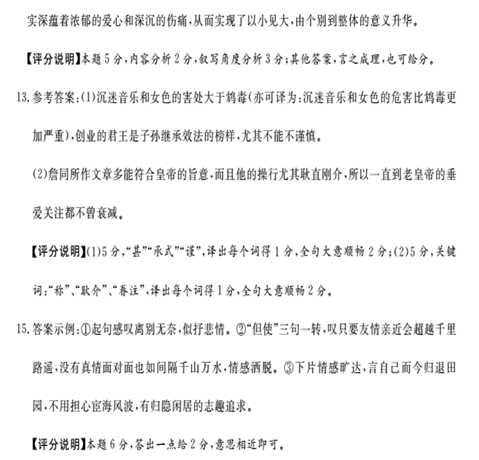 实深蕴着浓郁的爱心和深沉的伤痛,从而实现了以小见大,由个别到整体的意义升华。
【评分说明】本题5分,内容分析2分,叙写角度分析3分;其他答案,言之成理,也可给分。
13.参考答案:(1)沉迷音乐和女色的害处大于鸩毒(亦可译为:沉迷音乐和女色的危害比鸩毒更
加严重),创业的君王是子孙继承效法的榜样,尤其不能不谨慎。
(2)詹同所作文章多能符合皇帝的旨意,而且他的操行尤其耿直刚介,所以一直到老皇帝的垂
爱关注都不曾衰减。
【评分说明】(1)5分,“甚”“承式”“谨”,译出每个词得1分,全句大意顺畅2分;(2)5分,关键
词:“称”、“耿介”、“眷注”,译出每个词得1分,全句大意顺畅2分。
15.答案示例:①起句感叹离别无奈,似抒悲情。②“但使”三句一转,叹只要友情亲近会超越千里
路遥,没有真情面对面也如间隔千山万水,情感洒脱。③下片情感旷达,言自己而今归退田
园,不用担心宦海风波,有归隐闲居的志趣追求。
【评分说明】本题6分,答出一点给2分,意思相近即可。